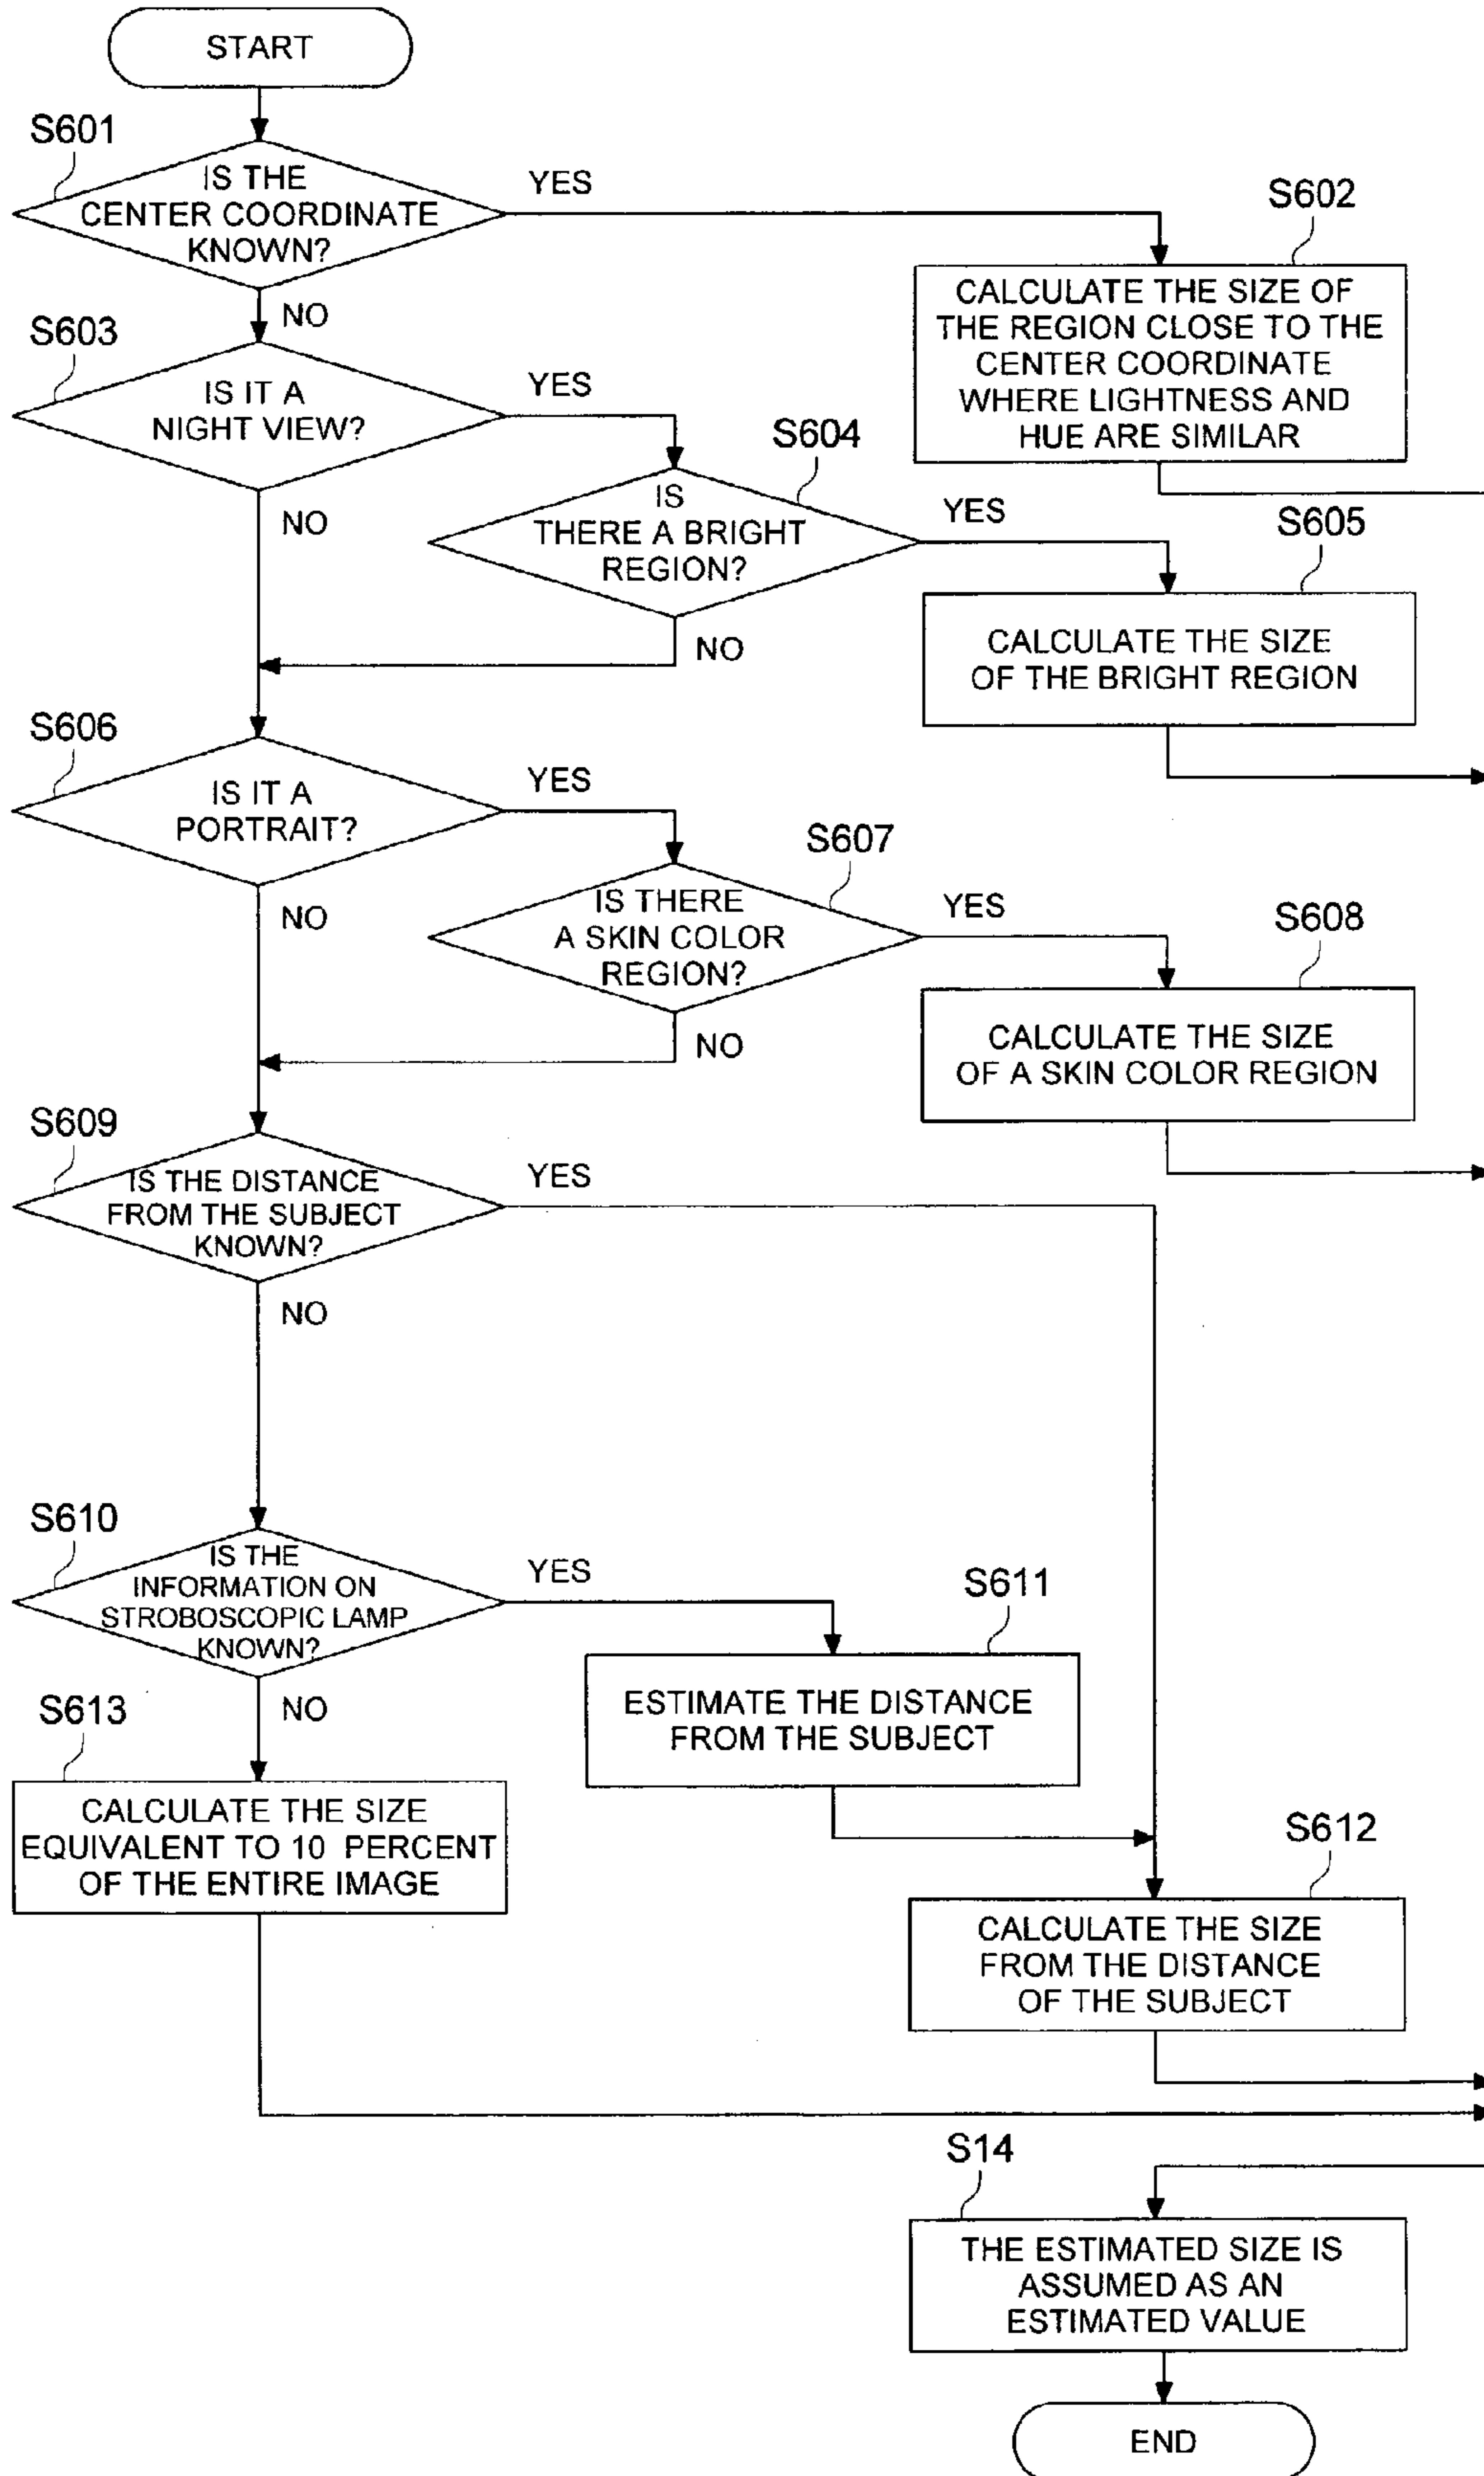 START
S601
IS THE
CENTER COORDINATE
KNOWN?
YES
NO
S602
CALCULATE THE SIZE OF
THE REGION CLOSE TO THE
CENTER COORDINATE
WHERE LIGHTNESS AND
HUE ARE SIMILAR
S603
IS IT A
NIGHT VIEW?
YES
NO
S604
IS
THERE A BRIGHT
REGION?
YES
NO
S605
CALCULATE THE SIZE
OF THE BRIGHT REGION
S606
IS IT A
PORTRAIT?
YES
NO
S607
IS THERE
A SKIN COLOR
REGION?
YES
NO
S608
CALCULATE THE SIZE
OF A SKIN COLOR REGION
S609
IS THE DISTANCE
FROM THE SUBJECT
KNOWN?
YES
NO
S610
IS THE
INFORMATION ON
STROBOSCOPIC LAMP
KNOWN?
YES
NO
S611
ESTIMATE THE DISTANCE
FROM THE SUBJECT
S613
CALCULATE THE SIZE
EQUIVALENT TO 10 PERCENT
OF THE ENTIRE IMAGE
S612
CALCULATE THE SIZE
FROM THE DISTANCE
OF THE SUBJECT
S14
THE ESTIMATED SIZE IS
ASSUMED AS AN
ESTIMATED VALUE
END